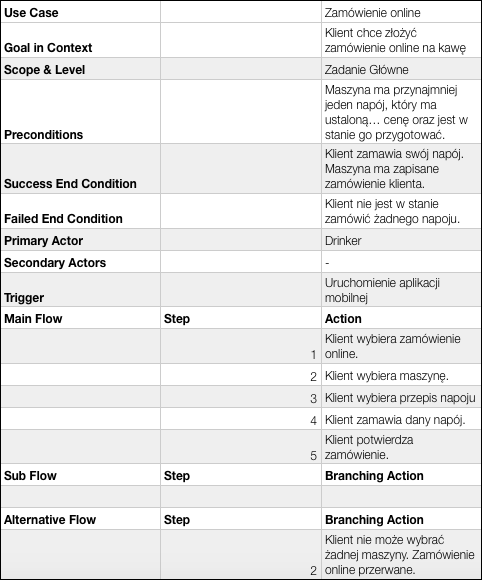 Use Case Zamówienie online
Goal in Context Klient chce złożyć
zamówienie online na kawę
Scope & Level Zadanie Główne
Preconditions Maszyna ma przynajmniej
jeden napój, który ma
ustaloną... cenę oraz jest w
stanie go przygotować.
Success End Condition Klient zamawia swój napój.
Maszyna ma zapisane
zamówienie klienta.
Failed End Condition Klient nie jest w stanie
zamówić żadnego napoju.
Primary Actor Drinker
Secondary Actors -
Trigger Uruchomienie aplikacji
mobilnej
Main Flow Step Action
1 Klient wybiera zamówienie
online.
2 Klient wybiera maszynę.
3 Klient wybiera przepis napoju
4 Klient zamawia dany napój.
5 Klient potwierdza
zamówienie.
Sub Flow Step Branching Action
Alternative Flow Step Branching Action
2 Klient nie może wybrać
żadnej maszyny. Zamówienie
online przerwane.